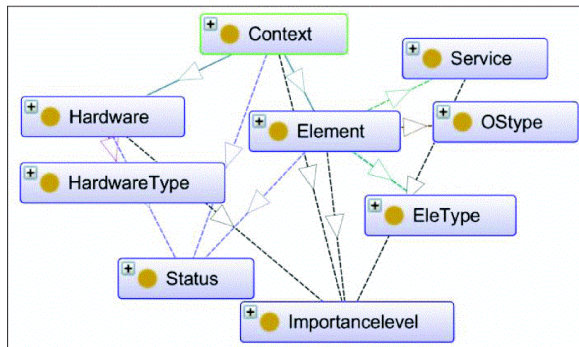 Context
Service
Hardware
Element
OStype
HardwareType
EleType
Status
Importancelevel